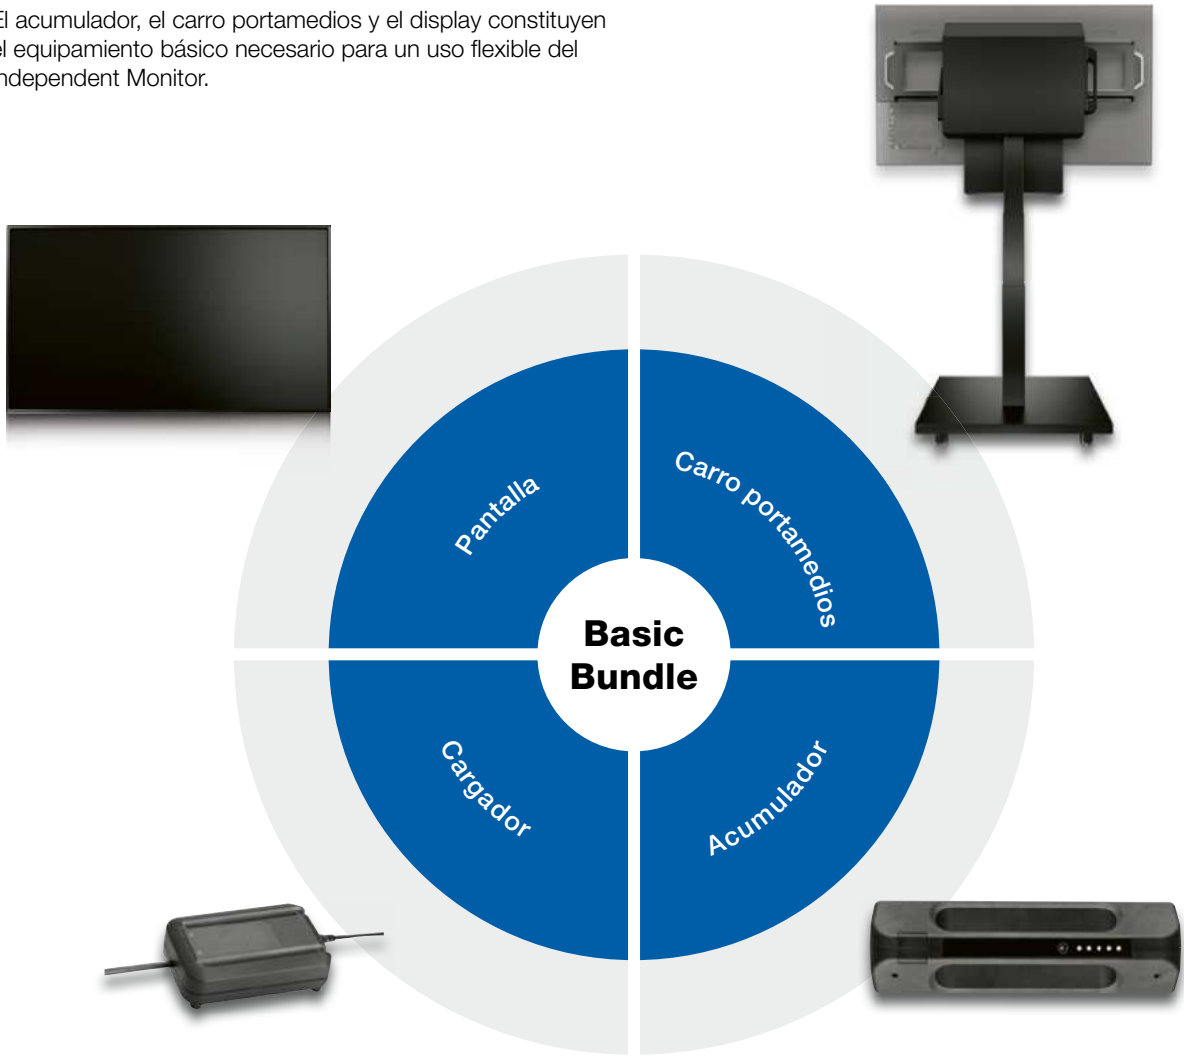 El acumulador, el carro portamedios y el display constituyen
el equipamiento básico necesario para un uso flexible del
Independent Monitor.
Pantalla
Carro portamedios
Basic
Bundle
Cargador
Acumulador